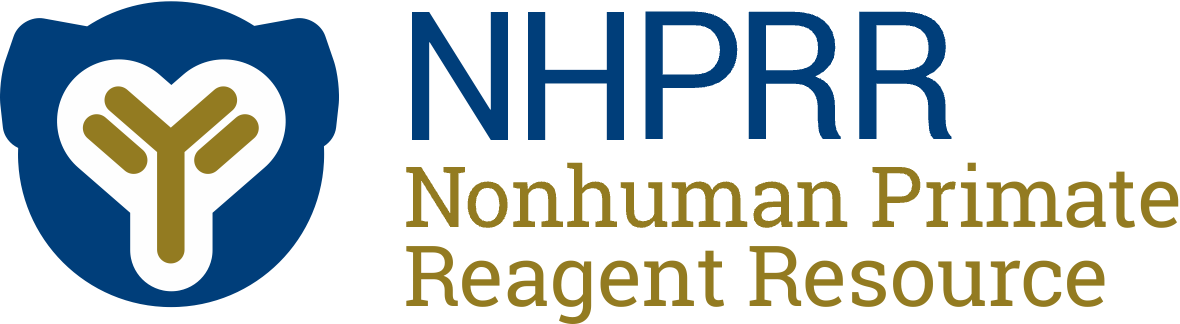 NHPRR
Nonhuman Primate
Reagent Resource